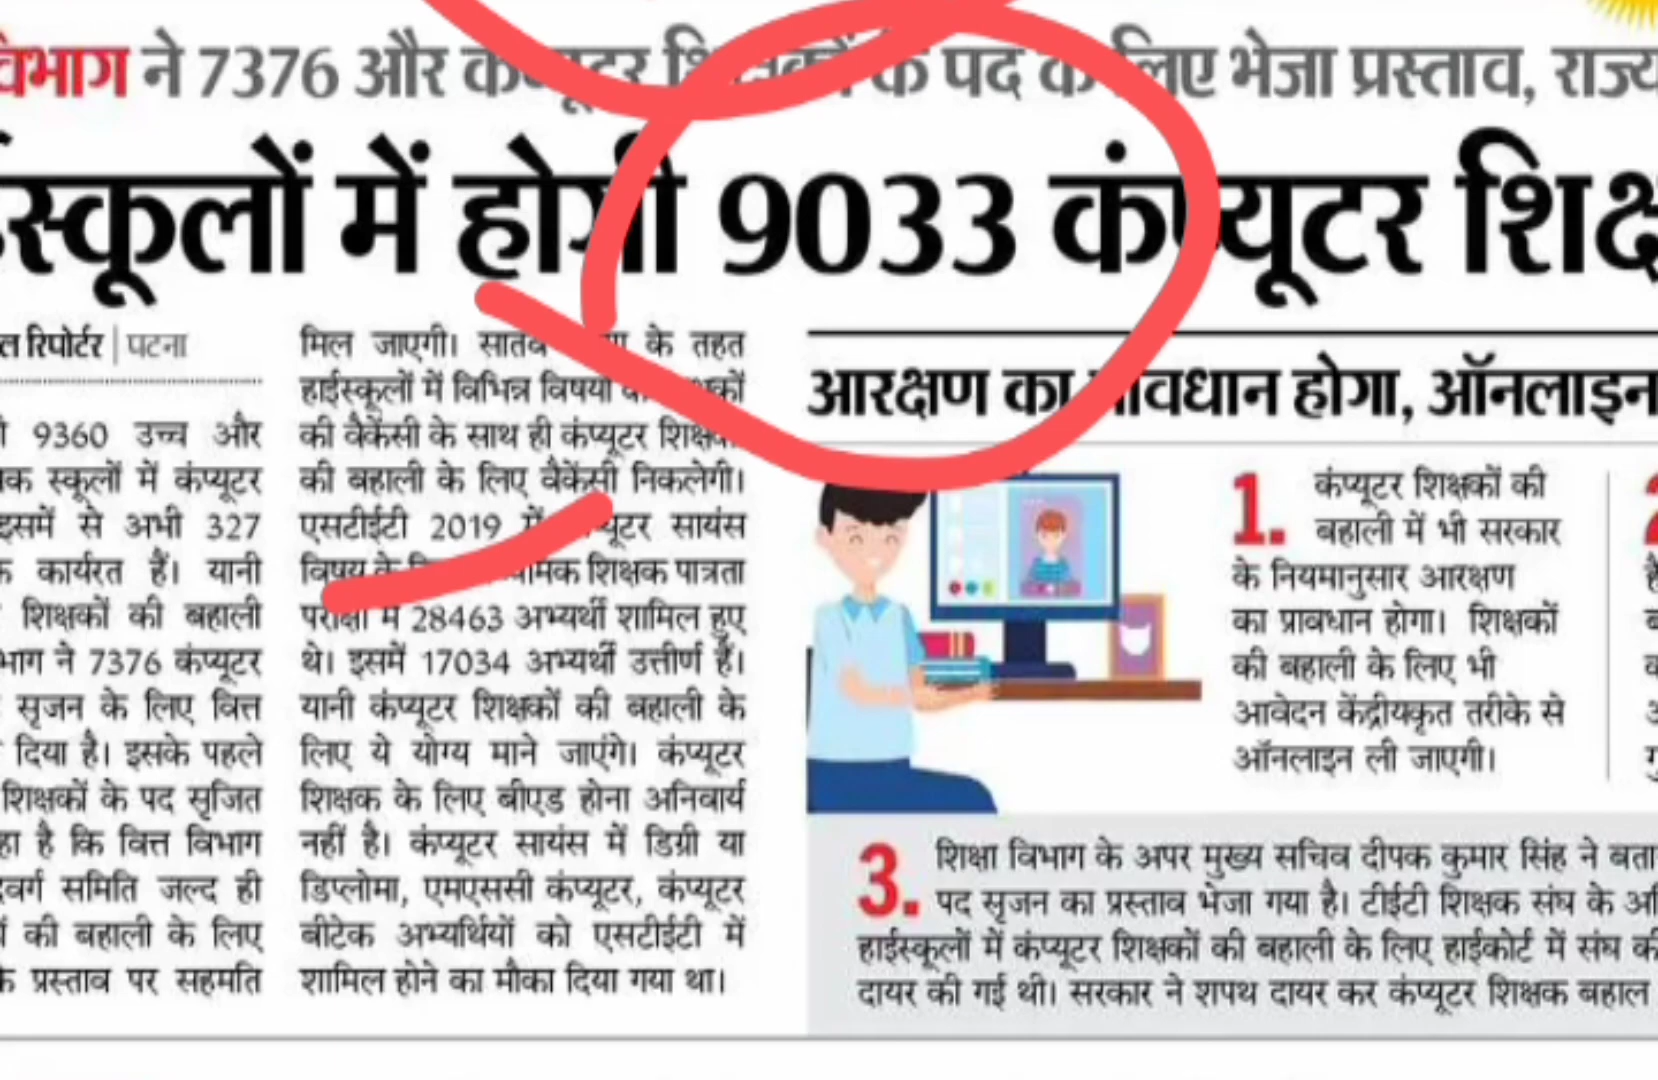 विभाग ने 7376 और कंप्यूटर शिक्षकों के पद के लिए भेजा प्रस्ताव, राज्य
स्कूलों में होगी 9033 कंप्यूटर
रिपोर्टर | पटना
9360 उच्च और
स्कूलों में कंप्यूटर
इसमें से अभी 327
कार्यरत हैं। यानी
शिक्षकों की बहाली
ने 7376 कंप्यूटर
सृजन के लिए वित्त
दिया है। इसके पहले
शिक्षकों के पद सृजित
है कि वित्त विभाग
समिति जल्द ही
की बहाली के लिए
प्रस्ताव पर सहमति
मिल जाएगी। के तहत
हाईस्कूलों में विभिन्न
की वैकेंसी के साथ ही कंप्यूटर
की बहाली के लिए वैकेंसी निकलेगी।
एसटीईटी 2019 सायंस
विषय के शिक्षक पात्रता
परीक्षा में 28463 अभ्यर्थी शामिल हुए
थे। इसमें 17034 अभ्यर्थी उत्तीर्ण हैं।
यानी कंप्यूटर शिक्षकों की बहाली के
लिए ये योग्य माने जाएंगे। कंप्यूटर
शिक्षक के लिए बीएड होना अनिवार्य
नहीं है। कंप्यूटर सायंस में डिग्री या
डिप्लोमा, एमएससी कंप्यूटर, कंप्यूटर
बीटेक अभ्यर्थियों को एसटीईटी में
शामिल होने का मौका दिया गया था।
आरक्षण का प्रावधान होगा, ऑनलाइन
1. कंप्यूटर शिक्षकों की
बहाली में भी सरकार
के नियमानुसार आरक्षण
का प्रावधान होगा। शिक्षकों
की बहाली के लिए भी
आवेदन केंद्रीयकृत तरीके से
ऑनलाइन ली जाएगी।
3. शिक्षा विभाग के अपर मुख्य सचिव दीपक कुमार सिंह ने
पद सृजन का प्रस्ताव भेजा गया है। टीईटी शिक्षक संघ के
हाईस्कूलों में कंप्यूटर शिक्षकों की बहाली के लिए हाईकोर्ट में संघ की
दायर की गई थी। सरकार ने शपथ दायर कर कंप्यूटर शिक्षक बहाल